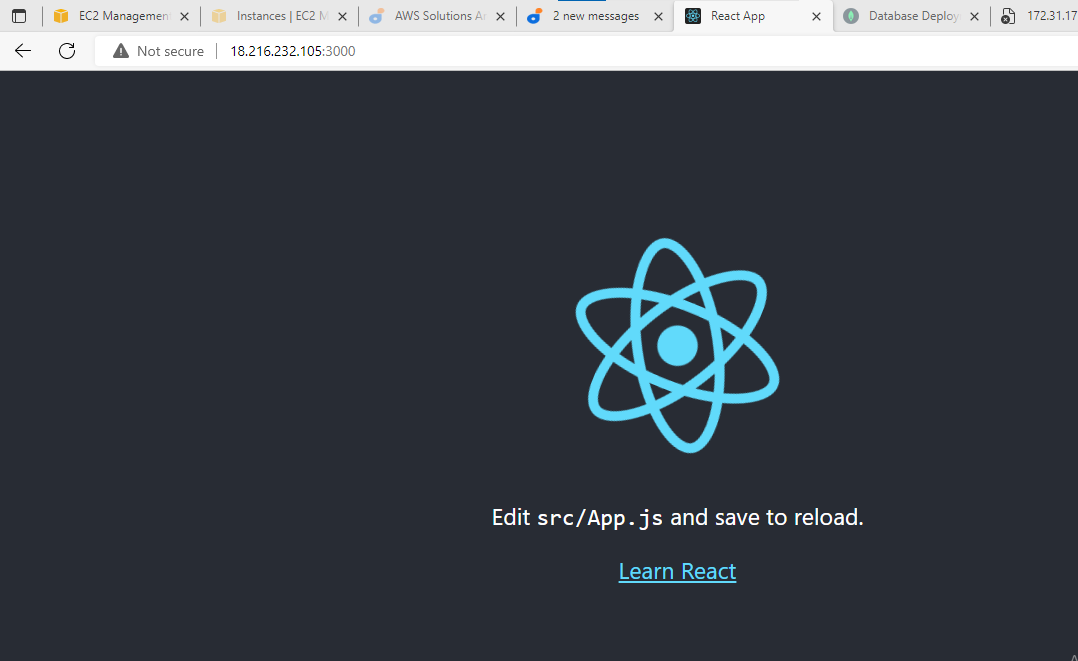 EC2 Management
Instances | EC2 M
AWS Solutions Ar
2 new messages
React App
Database Deploy
172.31.17
Not secure
18.216.232.105:3000
Edit src/App.js and save to reload.
Learn React